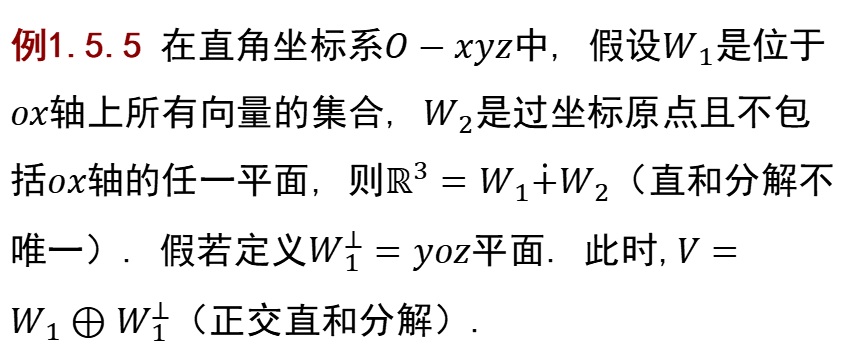 例1.5.5 在直角坐标系𝑂 − 𝑥𝑦𝑧中, 假设𝑊₁是位于
𝑜𝑥轴上所有向量的集合, 𝑊₂是过坐标原点且不包
括𝑜𝑥轴的任一平面, 则ℝ³ = 𝑊₁∔𝑊₂（直和分解不
唯一）. 假若定义𝑊₁^⊥ = 𝑦𝑜𝑧平面. 此时, 𝑉 =
𝑊₁ ⊕ 𝑊₁^⊥（正交直和分解）.